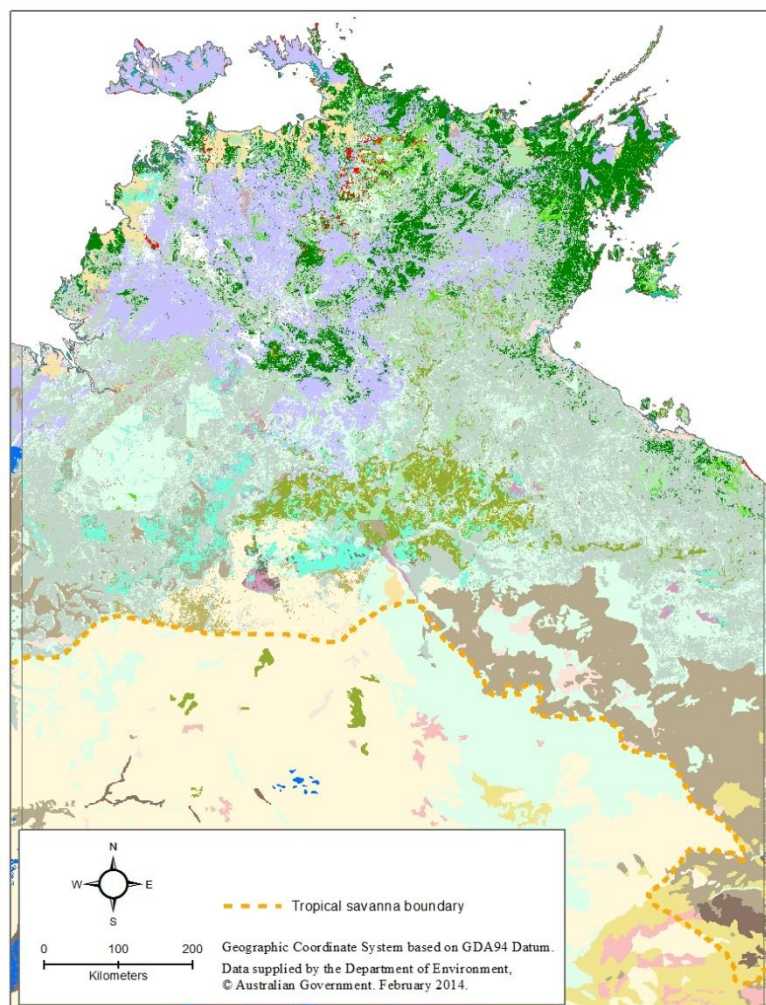 N
W E
S
0 100 200
Kilometers
Tropical savanna boundary
Geographic Coordinate System based on GDA94 Datum.
Data supplied by the Department of Environment,
© Australian Government. February 2014.